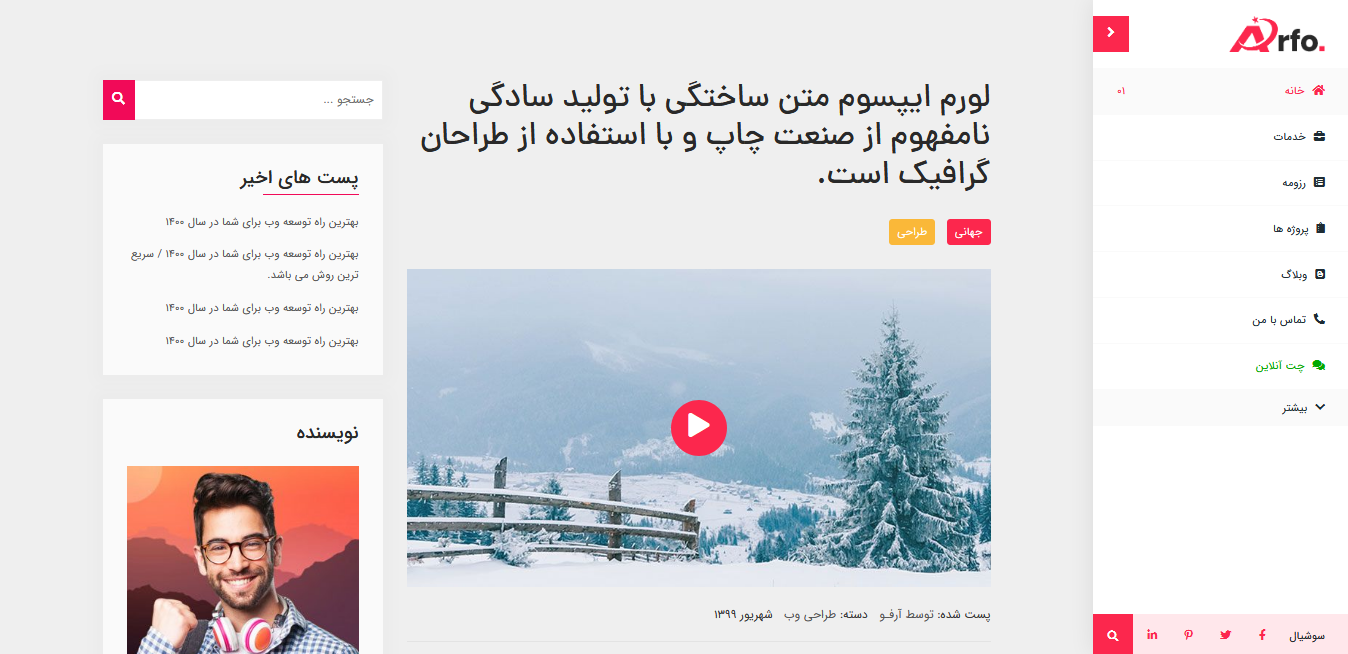 Arfo.
خانه
۰۱
خدمات
رزومه
پروژه ها
وبلاگ
تماس با من
چت آنلاین
بیشتر
سوشیال
لورم ایپسوم متن ساختگی با تولید سادگی
نامفهوم از صنعت چاپ و با استفاده از طراحان
گرافیک است.
جهانی
طراحی
پست شده: توسط آرفـو دسته: طراحی وب شهریور ۱۳۹۹
جستجو ...
پست های اخیر
بهترین راه توسعه وب برای شما در سال ۱۴۰۰
بهترین راه توسعه وب برای شما در سال ۱۴۰۰ / سریع
ترین روش می باشد.
بهترین راه توسعه وب برای شما در سال ۱۴۰۰
بهترین راه توسعه وب برای شما در سال ۱۴۰۰
نویسنده